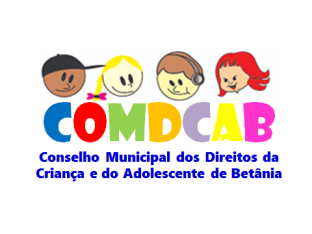 COMDCAB
Conselho Municipal dos Direitos da
Criança e do Adolescente de Betânia